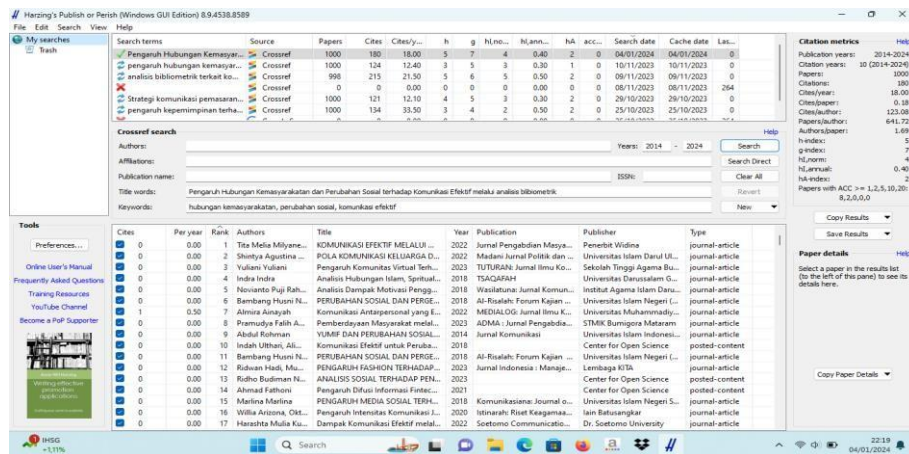 Harzing's Publish or Perish (Windows GUI Edition) 8.9.4538.8589
File Edit Search View Help
My searches
Trash
Search terms Source Papers Cites Cites/y... h g hI,no... hI,ann... hA acc... Search date Cache date Las...
Pengaruh Hubungan Kemasyar... Crossref 1000 180 18.00 5 7 4 0.40 2 0 04/01/2024 04/01/2024 0
pengaruh hubungan kemasyar... Crossref 1000 124 12.40 3 5 3 0.30 1 0 10/11/2023 10/11/2023 0
analisis bibliometrik terkait ko... Crossref 998 215 21.50 5 6 5 0.50 2 0 09/11/2023 09/11/2023 0
Crossref 0 0 0.00 0 0 0 0.00 0 0 08/11/2023 08/11/2023 264
Strategi komunikasi pemasaran... Crossref 1000 121 12.10 4 5 3 0.30 2 0 29/10/2023 29/10/2023 0
pengaruh kepemimpinan terha... Crossref 1000 134 33.50 3 4 2 0.50 2 0 25/10/2023 25/10/2023 0
Crossref search Help
Authors: Years: 2014 - 2024 Search
Affiliations: Search Direct
Publication name: ISSN: Clear All
Title words: Pengaruh Hubungan Kemasyarakatan dan Perubahan Sosial terhadap Komunikasi Efektif melalui analisis blibiometrik Revert
Keywords: hubungan kemasyarakatan, perubahan sosial, komunikasi efektif New
Cites Per year Rank Authors Title Year Publication Publisher Type
0 0.00 1 Tita Melia Milyane... KOMUNIKASI EFEKTIF MELALUI ... 2022 Jurnal Pengabdian Masya... Penerbit Widina journal-article
0 0.00 2 Shintya Agustina ... POLA KOMUNIKASI KELUARGA D... 2022 Madani Jurnal Politik dan ... Universitas Islam Darul Ul... journal-article
0 0.00 3 Yuliani Yuliani Pengaruh Komunitas Virtual Terh... 2023 TUTURAN: Jurnal Ilmu Ko... Sekolah Tinggi Agama Bu... journal-article
0 0.00 4 Indra Indra Analisis Hubungan Islam, Spritual... 2018 TSAQAFAH Universitas Darussalam G... journal-article
0 0.00 5 Novianto Puji Rah... Analisis Dampak Motivasi Pengg... 2018 Wasilatuna: Jurnal Komun... Institut Agama Islam Daru... journal-article
0 0.00 6 Bambang Husni N... PERUBAHAN SOSIAL DAN PERGE... 2018 Al-Risalah: Forum Kajian ... Universitas Islam Negeri (... journal-article
1 0.50 7 Almira Ainayah Komunikasi Antarpersonal yang E... 2022 MEDIALOG: Jurnal Ilmu K... Universitas Muhammadiy... journal-article
0 0.00 8 Pramudya Falih A... Pemberdayaan Masyarakat melal... 2023 ADMA : Jurnal Pengabdia... STMIK Bumigora Mataram journal-article
0 0.00 9 Abdul Rohman YUMIF DAN PERUBAHAN SOSIAL... 2014 Jurnal Komunikasi Universitas Islam Indonesi... journal-article
0 0.00 10 Indah Ulthari, Ali... Komunikasi Efektif untuk Peruba... 2018 Center for Open Science posted-content
0 0.00 11 Bambang Husni N... PERUBAHAN SOSIAL DAN PERGE... 2018 Al-Risalah: Forum Kajian ... Universitas Islam Negeri (... journal-article
0 0.00 12 Ridwan Hadi, Mu... PENGARUH FASHION TERHADAP... 2023 Jurnal Indonesia : Manaje... Lembaga KITA journal-article
0 0.00 13 Ridho Budiman N... ANALISIS SOSIAL TERHADAP PEN... 2023 Center for Open Science posted-content
0 0.00 14 Ahmad Fathoni Pengaruh Difusi Informasi Fintec... 2021 Center for Open Science posted-content
0 0.00 15 Marlina Marlina PENGARUH MEDIA SOSIAL TERH... 2018 Komunikasiana: Journal o... Universitas Islam Negeri S... journal-article
0 0.00 16 Willia Arizona, Okt... Pengaruh Intensitas Komunikasi J... 2020 Istinarah: Riset Keagamaa... Iain Batusangkar journal-article
0 0.00 17 Harashta Mulia Ku... Dampak Komunikasi Efektif melal... 2022 Soetomo Communicatio... Dr. Soetomo University journal-article
Tools
Preferences...
Online User's Manual
Frequently Asked Questions
Training Resources
YouTube Channel
Become a PoP Supporter
Writing effective
promotion
applications
Citation metrics Help
Publication years: 2014-2024
Citation years: 10 (2014-2024)
Papers: 1000
Citations: 180
Cites/year: 18.00
Cites/paper: 0.18
Cites/author: 123.08
Papers/author: 641.72
Authors/paper: 1.69
h-index: 5
g-index: 7
hI,norm: 4
hI,annual: 0.40
hA-index: 2
Papers with ACC >= 1,2,5,10,20:
8,2,0,0,0
Copy Results
Save Results
Paper details Help
Select a paper in the results list
(to the left of this pane) to see its
details here.
Copy Paper Details
IHSG
+1,11%
Search
22:19
04/01/2024